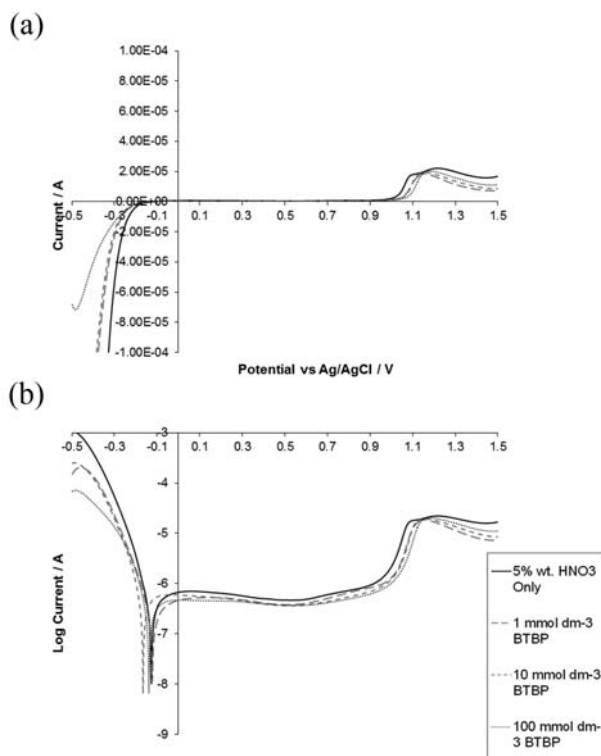 (a)
1.00E-04
8.00E-05
6.00E-05
4.00E-05
2.00E-05
0.00E+00
-0.5 -0.3 -0.1 0.1 0.3 0.5 0.7 0.9 1.1 1.3 1.5
-2.00E-05
-4.00E-05
-6.00E-05
-8.00E-05
-1.00E-04
Current / A
Potential vs Ag/AgCl / V
(b)
-3
-0.5 -0.3 -0.1 0.1 0.3 0.5 0.7 0.9 1.1 1.3 1.5
-4
-5
-6
-7
-8
-9
Log Current / A
5% wt. HNO3
Only
1 mmol dm-3
BTBP
10 mmol dm-3
BTBP
100 mmol dm-
3 BTBP